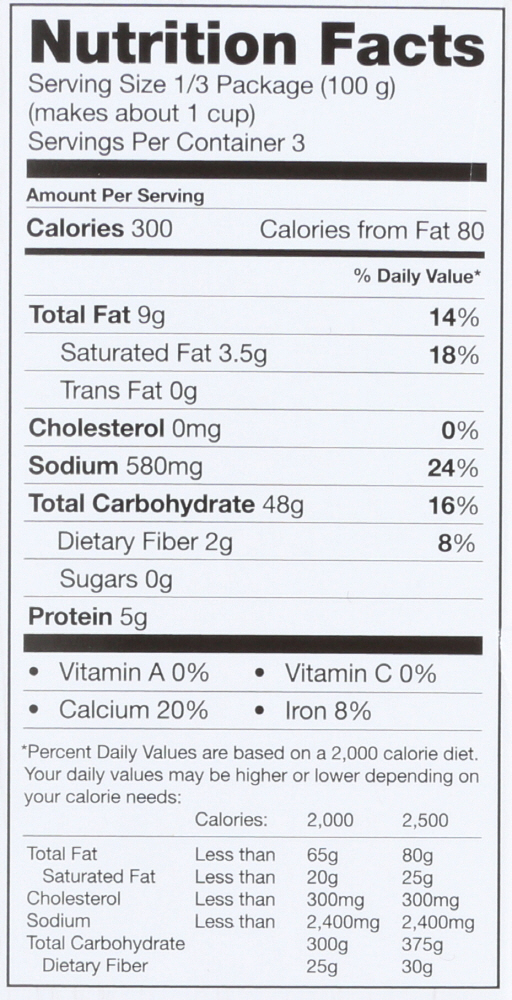 Nutrition Facts
Serving Size 1/3 Package (100 g)
(makes about 1 cup)
Servings Per Container 3
Amount Per Serving
Calories 300 Calories from Fat 80
% Daily Value*
Total Fat 9g 14%
Saturated Fat 3.5g 18%
Trans Fat 0g
Cholesterol 0mg 0%
Sodium 580mg 24%
Total Carbohydrate 48g 16%
Dietary Fiber 2g 8%
Sugars 0g
Protein 5g
• Vitamin A 0% • Vitamin C 0%
• Calcium 20% • Iron 8%
*Percent Daily Values are based on a 2,000 calorie diet.
Your daily values may be higher or lower depending on
your calorie needs:
Calories: 2,000 2,500
Total Fat Less than 65g 80g
Saturated Fat Less than 20g 25g
Cholesterol Less than 300mg 300mg
Sodium Less than 2,400mg 2,400mg
Total Carbohydrate 300g 375g
Dietary Fiber 25g 30g